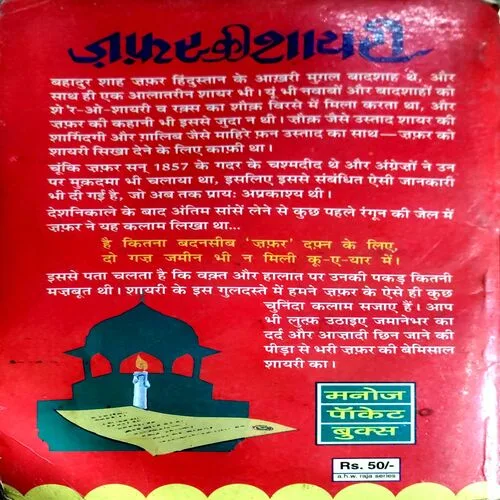 ज़फ़र की शायरी
बहादुर शाह ज़फ़र हिंदुस्तान के आख़री मुग़ल बादशाह थे, और
साथ ही एक आलातरीन शायर भी। यूं भी नवाबों और बादशाहों को
शे'र-ओ-शायरी व रक़्स का शौक़ विरसे में मिला करता था, और
ज़फ़र की कहानी भी इससे जुदा न थी। जौक़ जैसे उस्ताद शायर की
शार्गिदगी और ग़ालिब जैसे माहिरे फ़न उस्ताद का साथ—ज़फ़र को
शायरी सिखा देने के लिए काफ़ी था।
चूंकि ज़फ़र सन् 1857 के गदर के चश्मदीद थे और अंग्रेजों ने उन
पर मुक़दमा भी चलाया था, इसलिए इससे संबंधित ऐसी जानकारी
भी दी गई है, जो अब तक प्रायः अप्रकाश्य थी।
देशनिकाले के बाद अंतिम सांसें लेने से कुछ पहले रंगून की जेल में
ज़फ़र ने यह कलाम लिखा था...
है कितना बदनसीब 'ज़फ़र' दफ़्न के लिए,
दो गज़ जमीन भी न मिली कू-ए-यार में।
इससे पता चलता है कि वक़्त और हालात पर उनकी पकड़ कितनी
मज़बूत थी। शायरी के इस गुलदस्ते में हमने ज़फ़र के ऐसे ही कुछ
चुनिंदा कलाम सजाए हैं। आप
भी लुत्फ़ उठाइए जमानेभर का
दर्द और आज़ादी छिन जाने की
पीड़ा से भरी ज़फ़र की बेमिसाल
शायरी का।
मनोज
पॉकेट
बुक्स
Rs. 50/-
a.h.w. raja series